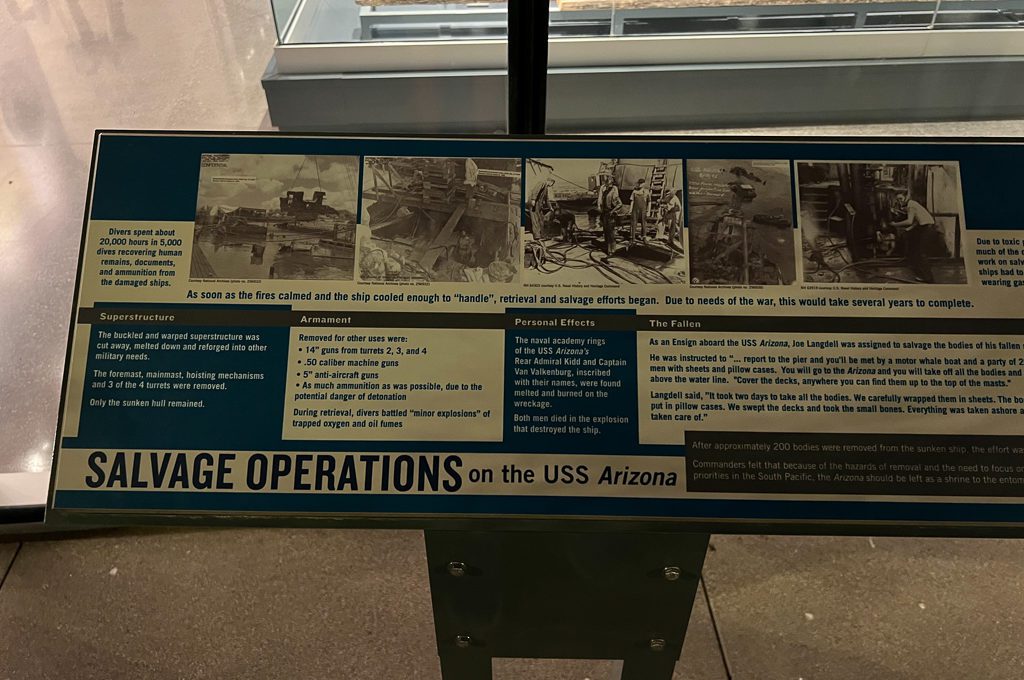 CONFIDENTIAL
Divers spent about
20,000 hours in 5,000
dives recovering human
remains, documents,
and ammunition from
the damaged ships.
Due to toxic
much of the
work on salv
ships had to
wearing gas
As soon as the fires calmed and the ship cooled enough to “handle”, retrieval and salvage efforts began. Due to needs of the war, this would take several years to complete.
Superstructure
The buckled and warped superstructure was
cut away, melted down and reforged into other
military needs.
The foremast, mainmast, hoisting mechanisms
and 3 of the 4 turrets were removed.
Only the sunken hull remained.
Armament
Removed for other uses were:
• 14” guns from turrets 2, 3, and 4
• .50 caliber machine guns
• 5” anti-aircraft guns
• As much ammunition as was possible, due to the
potential danger of detonation
During retrieval, divers battled “minor explosions” of
trapped oxygen and oil fumes
Personal Effects
The naval academy rings
of the USS Arizona's
Rear Admiral Kidd and Captain
Van Valkenburg, inscribed
with their names, were found
melted and burned on the
wreckage.
Both men died in the explosion
that destroyed the ship.
The Fallen
As an Ensign aboard the USS Arizona, Joe Langdell was assigned to salvage the bodies of his fallen
He was instructed to “... report to the pier and you'll be met by a motor whale boat and a party of 2
men with sheets and pillow cases. You will go to the Arizona and you will take off all the bodies and
above the water line. “Cover the decks, anywhere you can find them up to the top of the masts.”
Langdell said, “It took two days to take all the bodies. We carefully wrapped them in sheets. The bo
put in pillow cases. We swept the decks and took the small bones. Everything was taken ashore a
taken care of.”
After approximately 200 bodies were removed from the sunken ship, the effort wa
Commanders felt that because of the hazards of removal and the need to focus on
priorities in the South Pacific, the Arizona should be left as a shrine to the entom
SALVAGE OPERATIONS on the USS Arizona